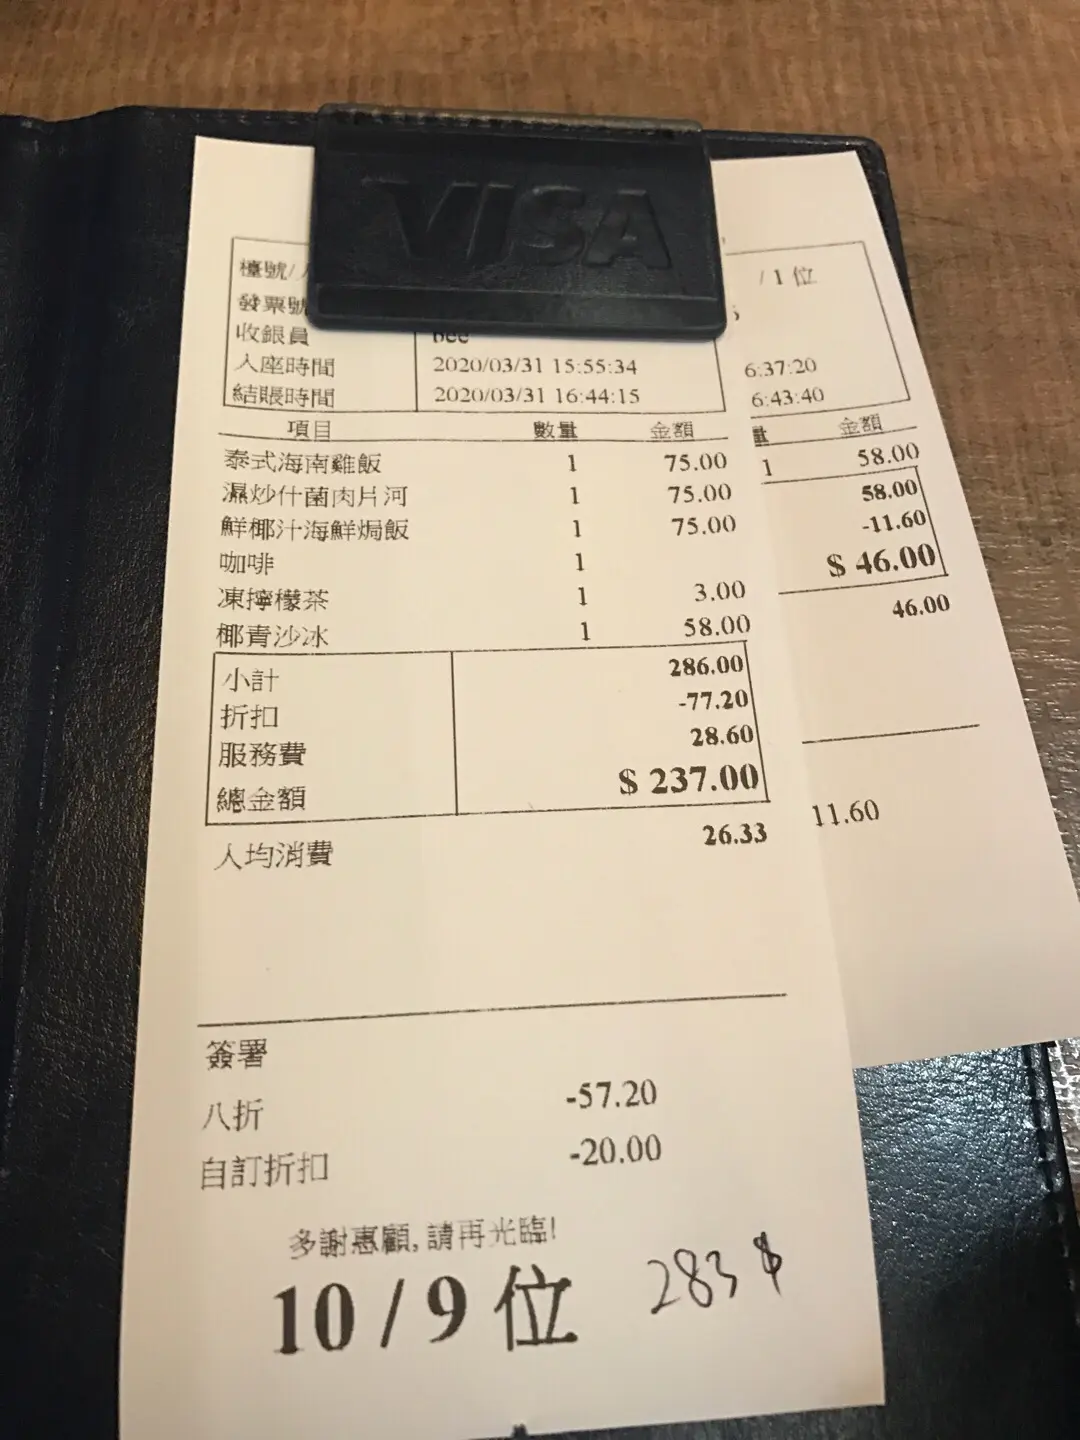 VISA
檯號/
發票號
收銀員 bee
入座時間 2020/03/31 15:55:34
結賬時間 2020/03/31 16:44:15
項目 數量 金額
泰式海南雞飯 1 75.00
濕炒什菌肉片河 1 75.00
鮮椰汁海鮮焗飯 1 75.00
咖啡 1
凍擰檬茶 1 3.00
椰青沙冰 1 58.00
小計 286.00
折扣 -77.20
服務費 28.60
總金額 $ 237.00
人均消費 26.33
簽署
八折 -57.20
自訂折扣 -20.00
多謝惠顧,請再光臨!
10 / 9 位
283 $
/ 1 位
6:37:20
6:43:40
量 金額
1 58.00
58.00
-11.60
$ 46.00
46.00
11.60